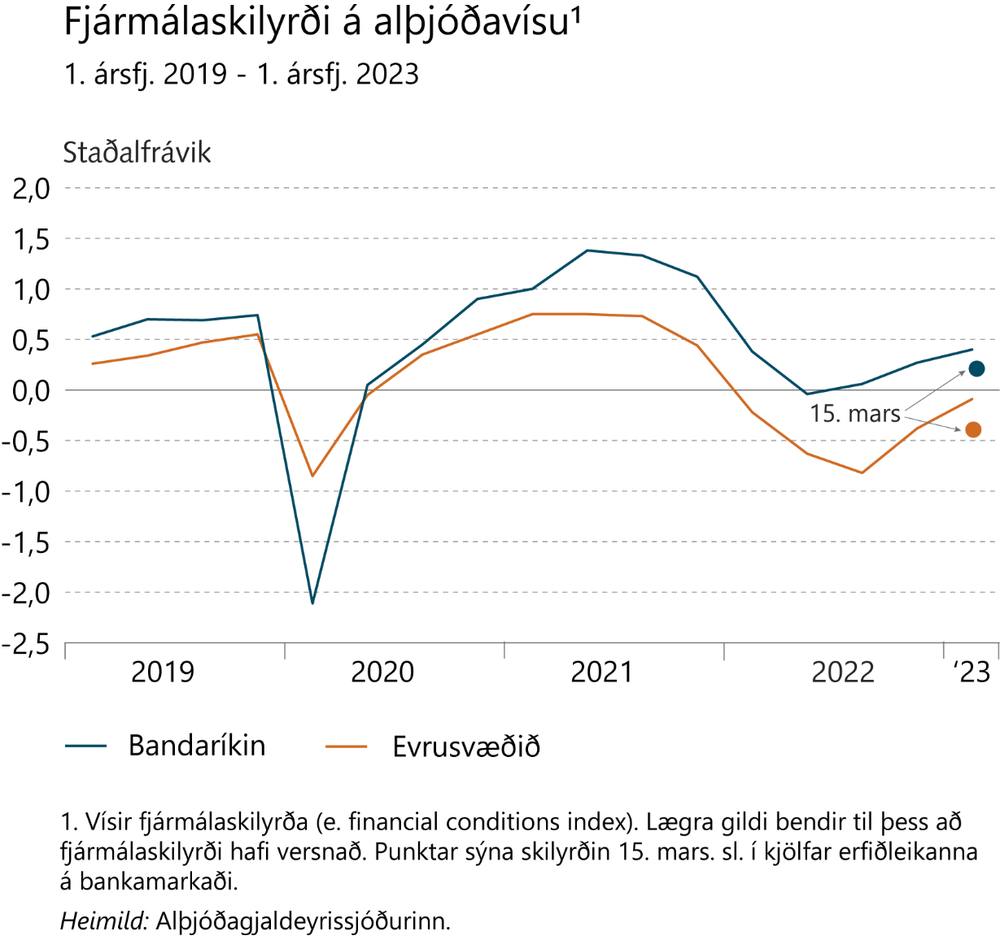 Fjármálaskilyrði á alþjóðavísu¹
1. ársfj. 2019 - 1. ársfj. 2023
Staðalfrávik
2,0
1,5
1,0
0,5
0,0
-0,5
-1,0
-1,5
-2,0
-2,5
15. mars
2019 2020 2021 2022 ‘23
Bandaríkin Evrusvæðið
1. Vísir fjármálaskilyrða (e. financial conditions index). Lægra gildi bendir til þess að
fjármálaskilyrði hafi versnað. Punktar sýna skilyrðin 15. mars. sl. í kjölfar erfiðleikanna
á bankamarkaði.
Heimild: Alþjóðagjaldeyrissjóðurinn.